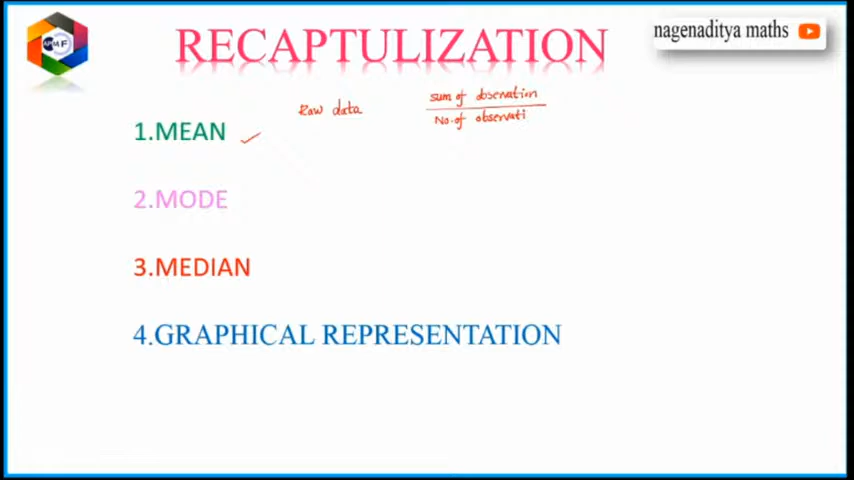 RECAPTULIZATION
nagenaditya maths
APMF
Raw data
sum of observation
No. of observati
1.MEAN
2.MODE
3.MEDIAN
4.GRAPHICAL REPRESENTATION